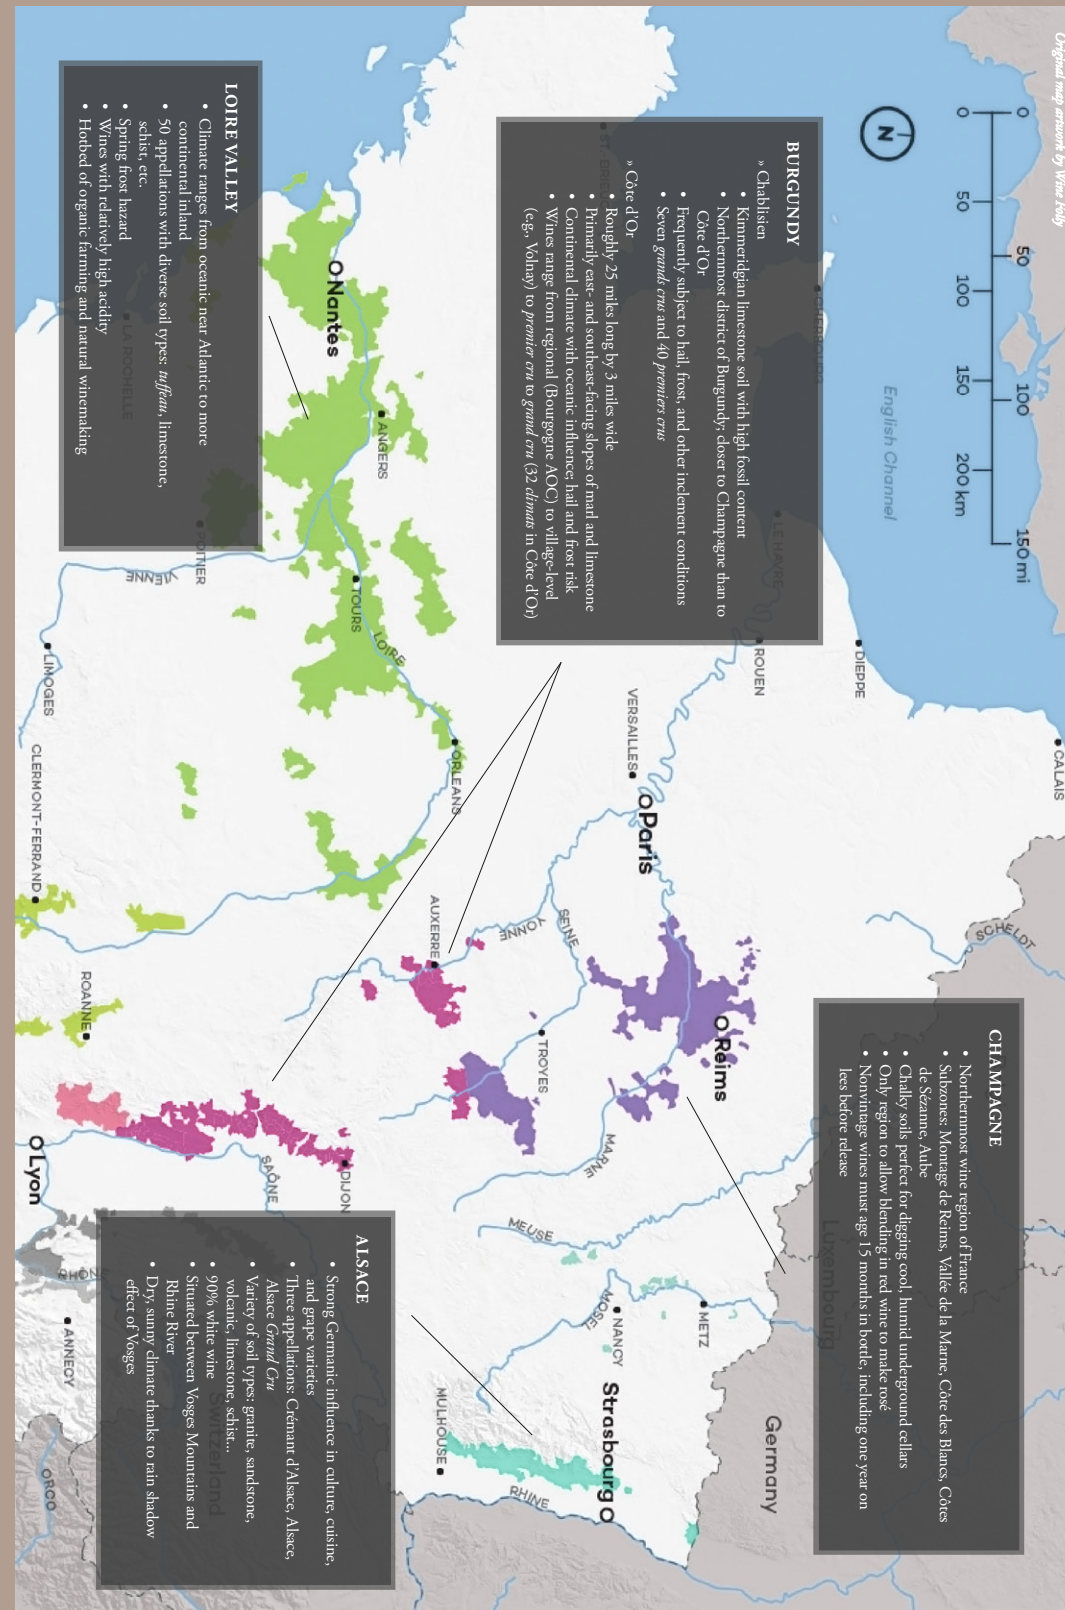 Original map artwork by Wine Folly
0
50
100
150 mi
0
50
100
150
200 km
N
English Channel
CALAIS
DIEPPE
LE HAVRE
ROUEN
CHERBOURG
ST-BRIEU
VERSAILLES
Paris
SCHELDT
Reims
SEINE
YONNE
AUXERRE
TROYES
MARNE
MEUSE
MOSEL
METZ
NANCY
Luxembourg
Germany
Strasbourg
MULHOUSE
RHINE
Switzerland
DIJON
SAÔNE
Lyon
RHÔNE
ANNECY
ORCO
ROANNE
CLERMONT-FERRAND
LIMOGES
VIENNE
POITIER
LA ROCHELLE
Nantes
ANGERS
TOURS
LOIRE
ORLEANS
BURGUNDY
» Chablisien
• Kimmeridgian limestone soil with high fossil content
• Northernmost district of Burgundy; closer to Champagne than to
Côte d’Or
• Frequently subject to hail, frost, and other inclement conditions
• Seven grands crus and 40 premiers crus
» Côte d’Or
• Roughly 25 miles long by 3 miles wide
• Primarily east- and southeast-facing slopes of marl and limestone
• Continental climate with oceanic influence; hail and frost risk
• Wines range from regional (Bourgogne AOC) to village-level
(e.g., Volnay) to premier cru to grand cru (32 climats in Côte d’Or)
LOIRE VALLEY
• Climate ranges from oceanic near Atlantic to more
continental inland
• 50 appellations with diverse soil types: tuffeau, limestone,
schist, etc.
• Spring frost hazard
• Wines with relatively high acidity
• Hotbed of organic farming and natural winemaking
CHAMPAGNE
• Northernmost wine region of France
• Subzones: Montage de Reims, Vallée de la Marne, Côte des Blancs, Côtes
de Sézanne, Aube
• Chalky soils perfect for digging cool, humid underground cellars
• Only region to allow blending in red wine to make rosé
• Nonvintage wines must age 15 months in bottle, including one year on
lees before release
ALSACE
• Strong Germanic influence in culture, cuisine,
and grape varieties
• Three appellations: Crémant d’Alsace, Alsace,
Alsace Grand Cru
• Variety of soil types: granite, sandstone,
volcanic, limestone, schist...
• 90% white wine
• Situated between Vosges Mountains and
Rhine River
• Dry, sunny climate thanks to rain shadow
effect of Vosges